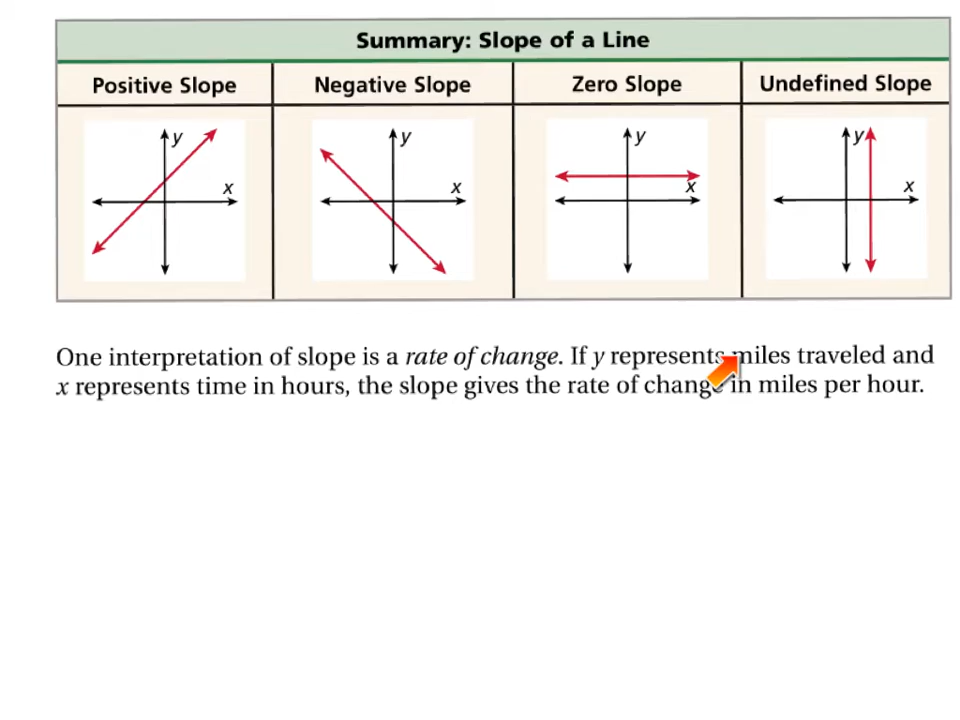 Summary: Slope of a Line
Positive Slope
Negative Slope
Zero Slope
Undefined Slope
y
x
y
x
y
x
y
x
One interpretation of slope is a rate of change. If y represents miles traveled and
x represents time in hours, the slope gives the rate of change in miles per hour.